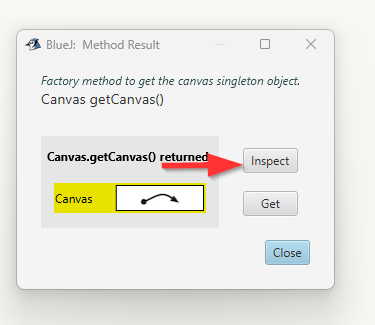 BlueJ: Method Result
Factory method to get the canvas singleton object.
Canvas getCanvas()
Canvas.getCanvas() returned
Inspect
Canvas
Get
Close